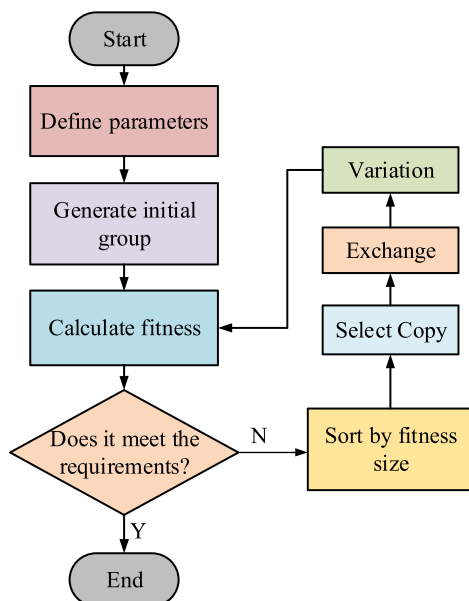 Start
Define parameters
Generate initial
group
Calculate fitness
Does it meet the
requirements?
N
Y
End
Variation
Exchange
Select Copy
Sort by fitness
size